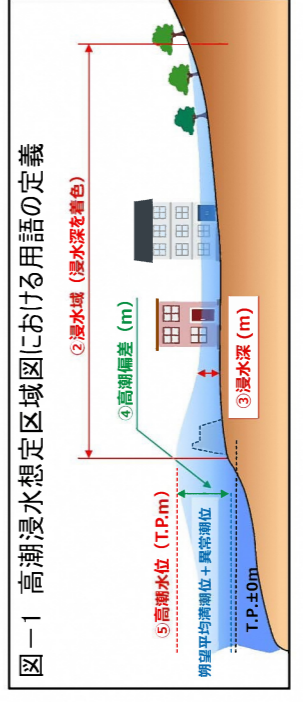 図－1 高潮浸水想定区域図における用語の定義
②浸水域（浸水深を着色）
④高潮偏差（m）
⑤高潮水位（T.P.m）
朔望平均満潮位＋異常潮位
③浸水深（m）
T.P.±0m